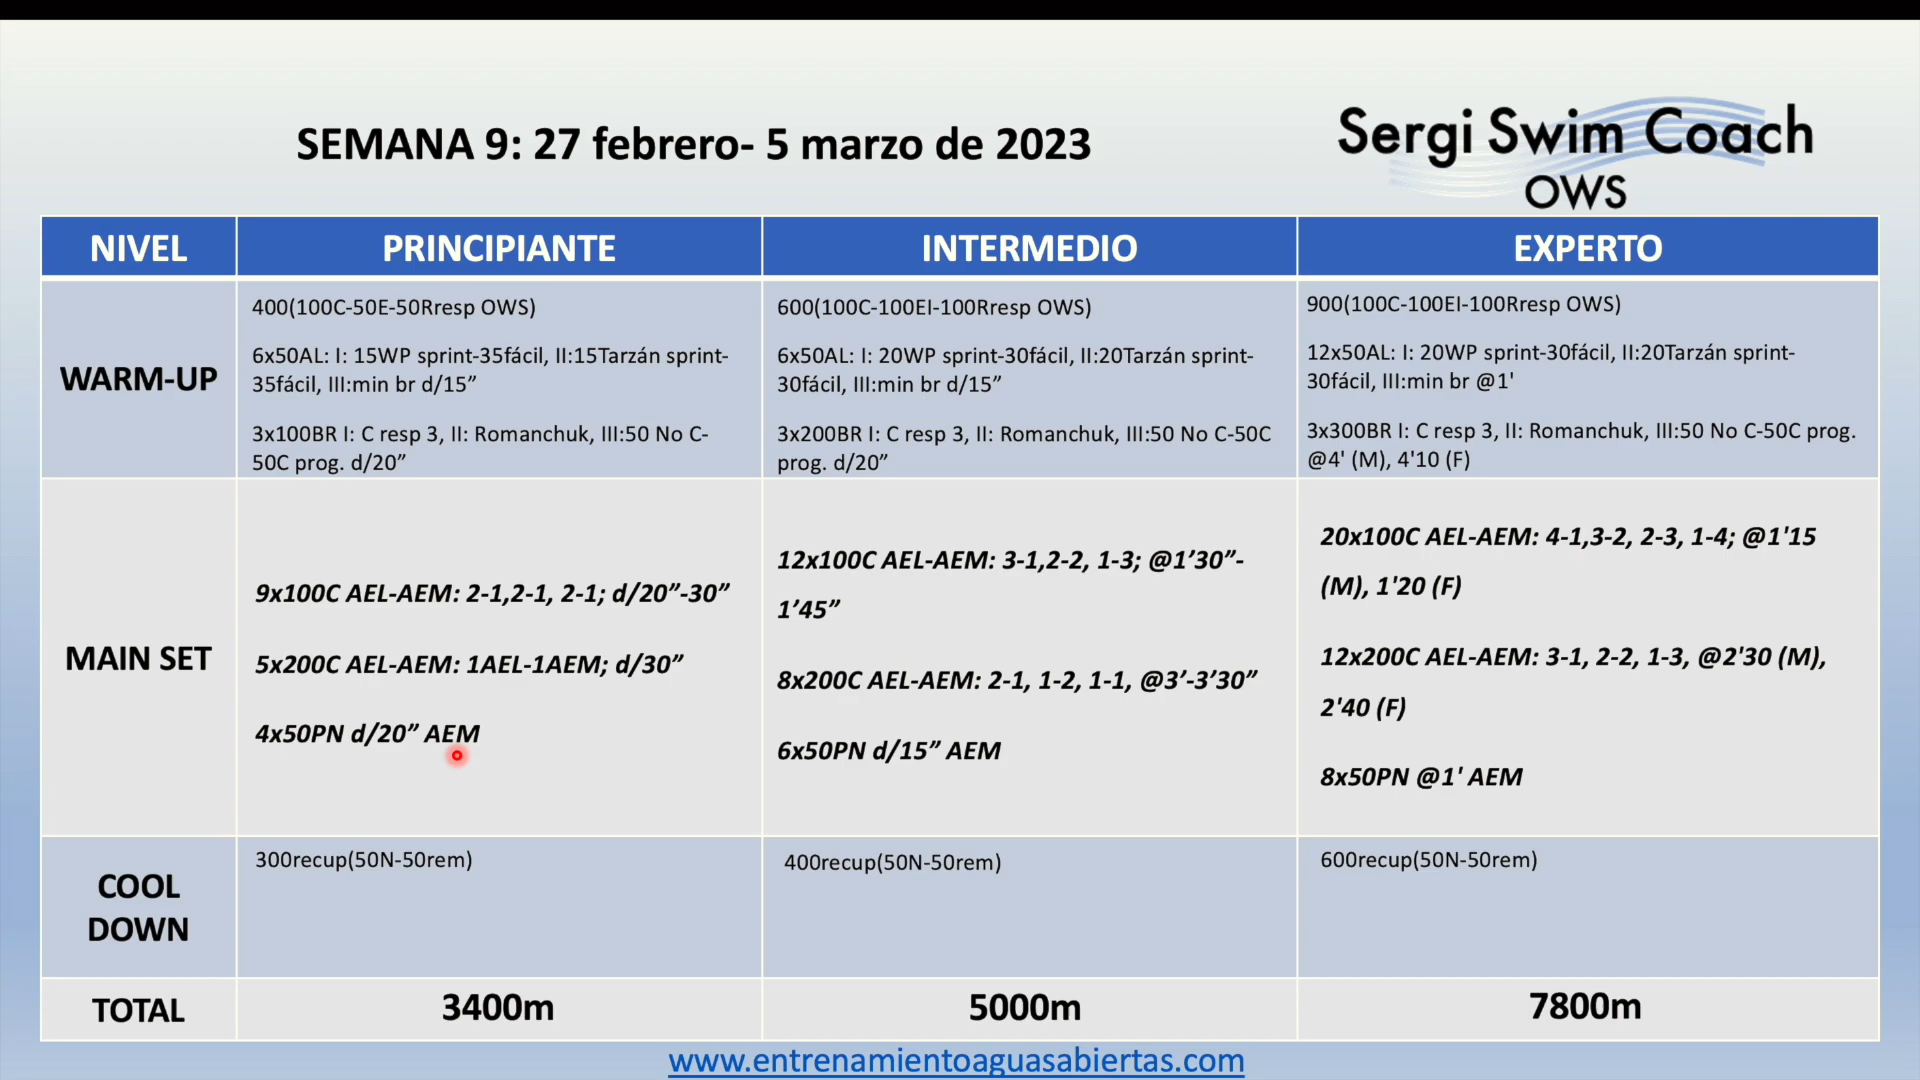 SEMANA 9: 27 febrero- 5 marzo de 2023
Sergi Swim Coach
OWS
NIVEL
PRINCIPIANTE
INTERMEDIO
EXPERTO
WARM-UP
400(100C-50E-50Rresp OWS)
6x50AL: I: 15WP sprint-35fácil, II:15Tarzán sprint-
35fácil, III:min br d/15”
3x100BR I: C resp 3, II: Romanchuk, III:50 No C-
50C prog. d/20”
600(100C-100EI-100Rresp OWS)
6x50AL: I: 20WP sprint-30fácil, II:20Tarzán sprint-
30fácil, III:min br d/15”
3x200BR I: C resp 3, II: Romanchuk, III:50 No C-50C
prog. d/20”
900(100C-100EI-100Rresp OWS)
12x50AL: I: 20WP sprint-30fácil, II:20Tarzán sprint-
30fácil, III:min br @1'
3x300BR I: C resp 3, II: Romanchuk, III:50 No C-50C prog.
@4' (M), 4'10 (F)
MAIN SET
9x100C AEL-AEM: 2-1,2-1, 2-1; d/20”-30”
5x200C AEL-AEM: 1AEL-1AEM; d/30”
4x50PN d/20” AEM
12x100C AEL-AEM: 3-1,2-2, 1-3; @1’30”-
1’45”
8x200C AEL-AEM: 2-1, 1-2, 1-1, @3’-3’30”
6x50PN d/15” AEM
20x100C AEL-AEM: 4-1,3-2, 2-3, 1-4; @1'15
(M), 1'20 (F)
12x200C AEL-AEM: 3-1, 2-2, 1-3, @2'30 (M),
2'40 (F)
8x50PN @1' AEM
COOL
DOWN
300recup(50N-50rem)
400recup(50N-50rem)
600recup(50N-50rem)
TOTAL
3400m
5000m
7800m
www.entrenamientoaguasabiertas.com